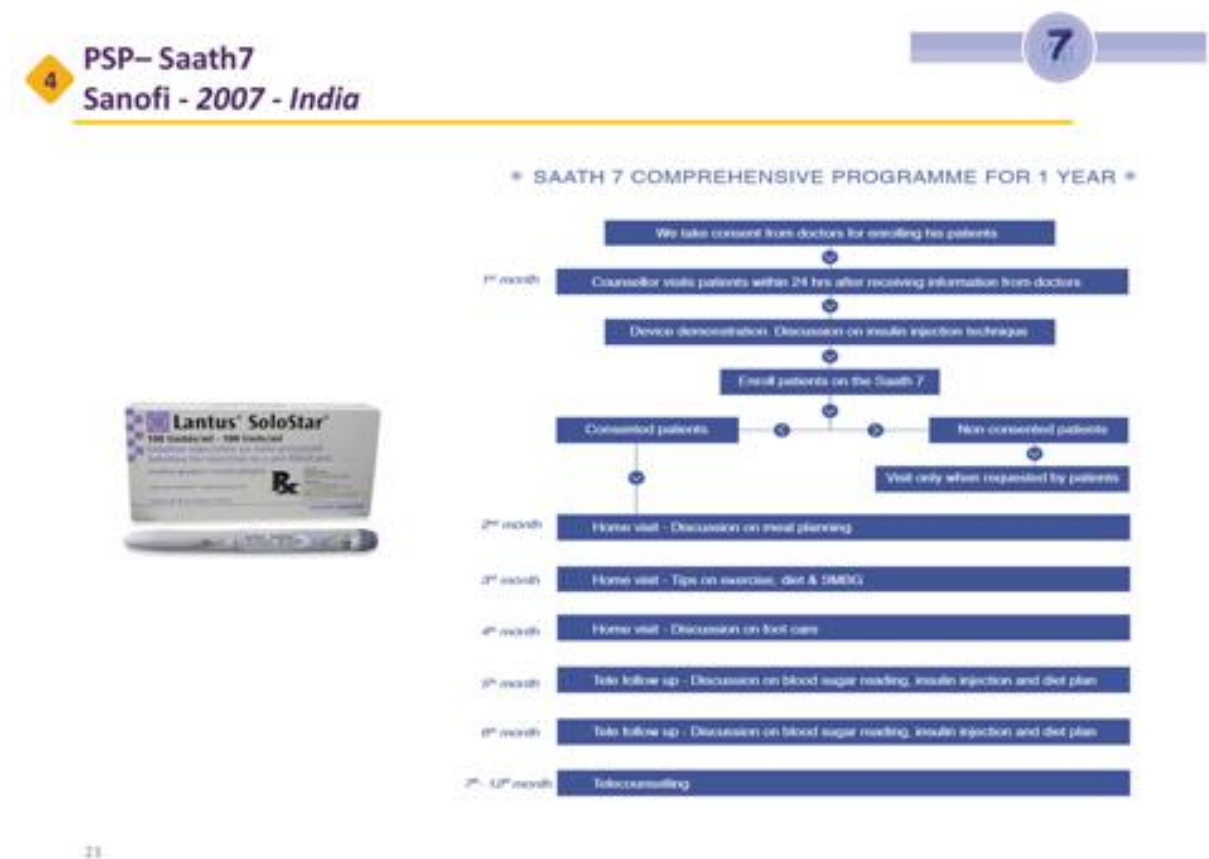 7
4
PSP– Saath7
Sanofi - 2007 - India
* SAATH 7 COMPREHENSIVE PROGRAMME FOR 1 YEAR *
We take consent from doctors for enrolling his patients
1st month
Counsellor visits patients within 24 hrs after receiving information from doctors
Device demonstration. Discussion on insulin injection technique
Enroll patients on the Saath 7
Consented patients
Non consented patients
Visit only when requested by patients
2nd month
Home visit - Discussion on meal planning
3rd month
Home visit - Tips on exercise, diet & SMBG
4th month
Home visit - Discussion on foot care
5th month
Tele follow up - Discussion on blood sugar reading, insulin injection and diet plan
6th month
Tele follow up - Discussion on blood sugar reading, insulin injection and diet plan
7th - 12th month
Telecounselling
Lantus® SoloStar®
Rx
23